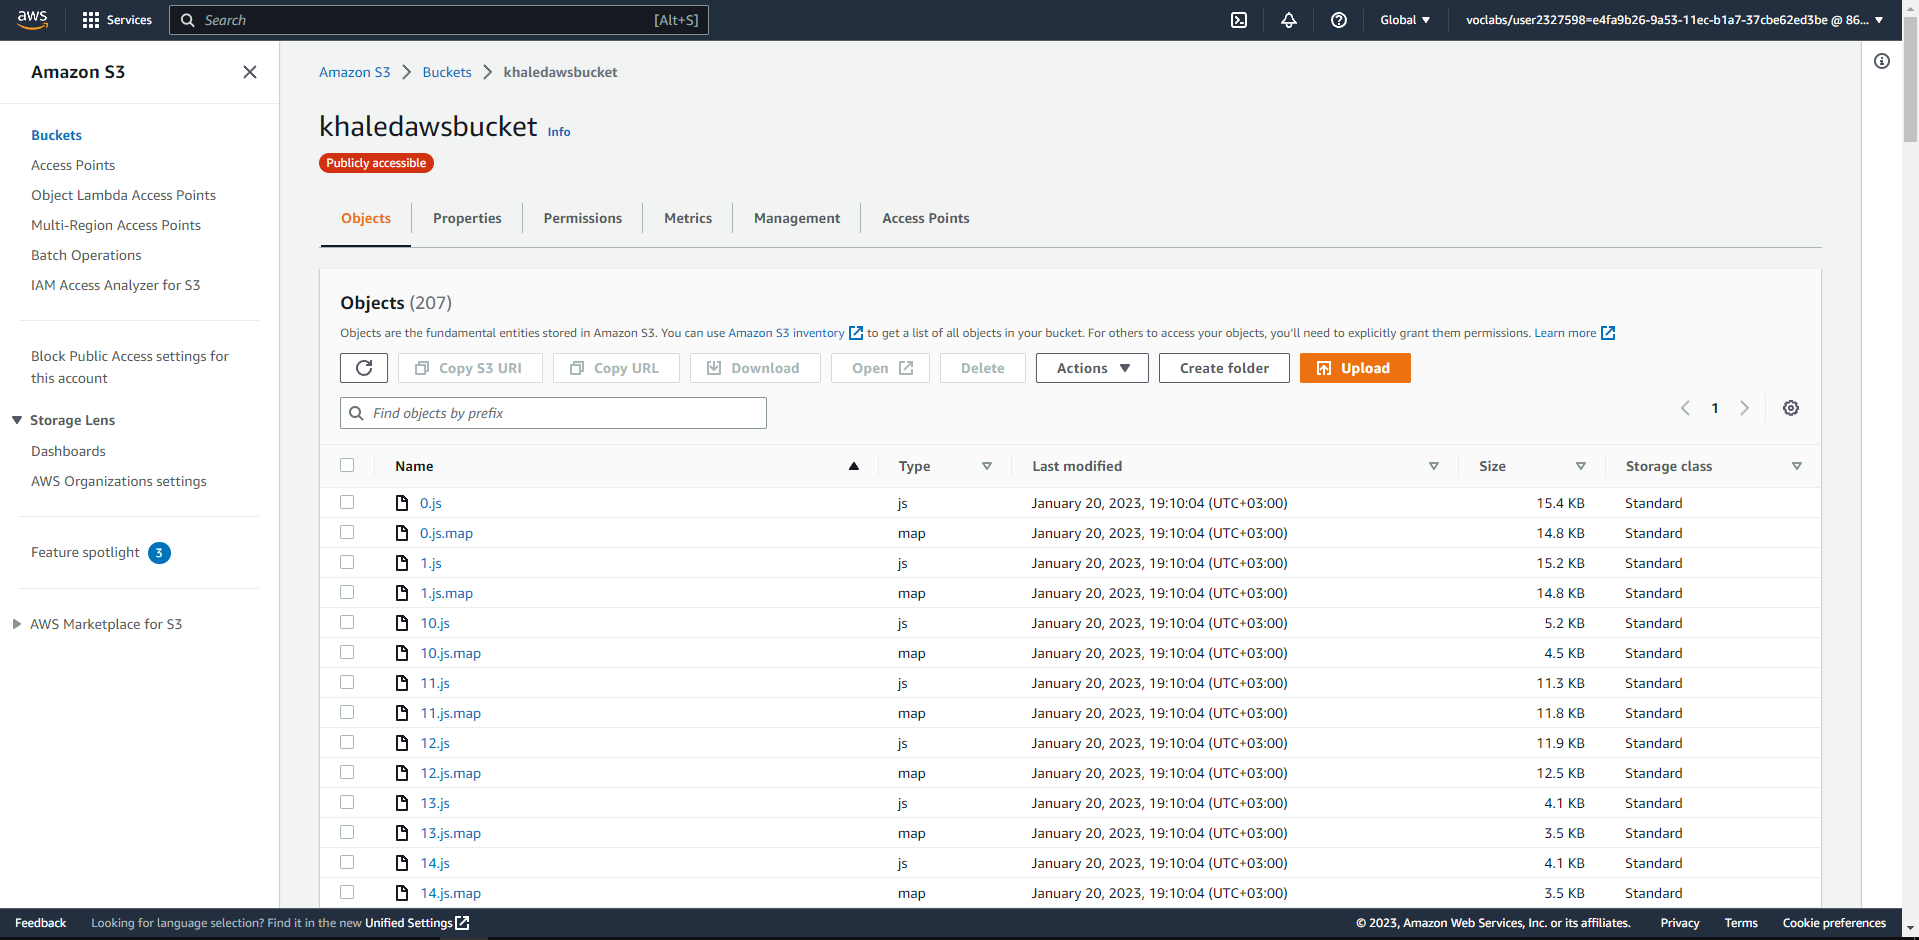 aws
Services
Search [Alt+S]
Global
voclabs/user2327598=e4fa9b26-9a53-11ec-b1a7-37cbe62ed3be @ 86...
Amazon S3
Buckets
Access Points
Object Lambda Access Points
Multi-Region Access Points
Batch Operations
IAM Access Analyzer for S3
Block Public Access settings for
this account
Storage Lens
Dashboards
AWS Organizations settings
Feature spotlight 3
AWS Marketplace for S3
Amazon S3 Buckets khaledawsbucket
khaledawsbucket Info
Publicly accessible
Objects Properties Permissions Metrics Management Access Points
Objects (207)
Objects are the fundamental entities stored in Amazon S3. You can use Amazon S3 inventory to get a list of all objects in your bucket. For others to access your objects, you'll need to explicitly grant them permissions. Learn more
Copy S3 URI Copy URL Download Open Delete Actions Create folder Upload
Find objects by prefix 1
Name Type Last modified Size Storage class
0.js js January 20, 2023, 19:10:04 (UTC+03:00) 15.4 KB Standard
0.js.map map January 20, 2023, 19:10:04 (UTC+03:00) 14.8 KB Standard
1.js js January 20, 2023, 19:10:04 (UTC+03:00) 15.2 KB Standard
1.js.map map January 20, 2023, 19:10:04 (UTC+03:00) 14.8 KB Standard
10.js js January 20, 2023, 19:10:04 (UTC+03:00) 5.2 KB Standard
10.js.map map January 20, 2023, 19:10:04 (UTC+03:00) 4.5 KB Standard
11.js js January 20, 2023, 19:10:04 (UTC+03:00) 11.3 KB Standard
11.js.map map January 20, 2023, 19:10:04 (UTC+03:00) 11.8 KB Standard
12.js js January 20, 2023, 19:10:04 (UTC+03:00) 11.9 KB Standard
12.js.map map January 20, 2023, 19:10:04 (UTC+03:00) 12.5 KB Standard
13.js js January 20, 2023, 19:10:04 (UTC+03:00) 4.1 KB Standard
13.js.map map January 20, 2023, 19:10:04 (UTC+03:00) 3.5 KB Standard
14.js js January 20, 2023, 19:10:04 (UTC+03:00) 4.1 KB Standard
14.js.map map January 20, 2023, 19:10:04 (UTC+03:00) 3.5 KB Standard
Feedback Looking for language selection? Find it in the new Unified Settings © 2023, Amazon Web Services, Inc. or its affiliates. Privacy Terms Cookie preferences